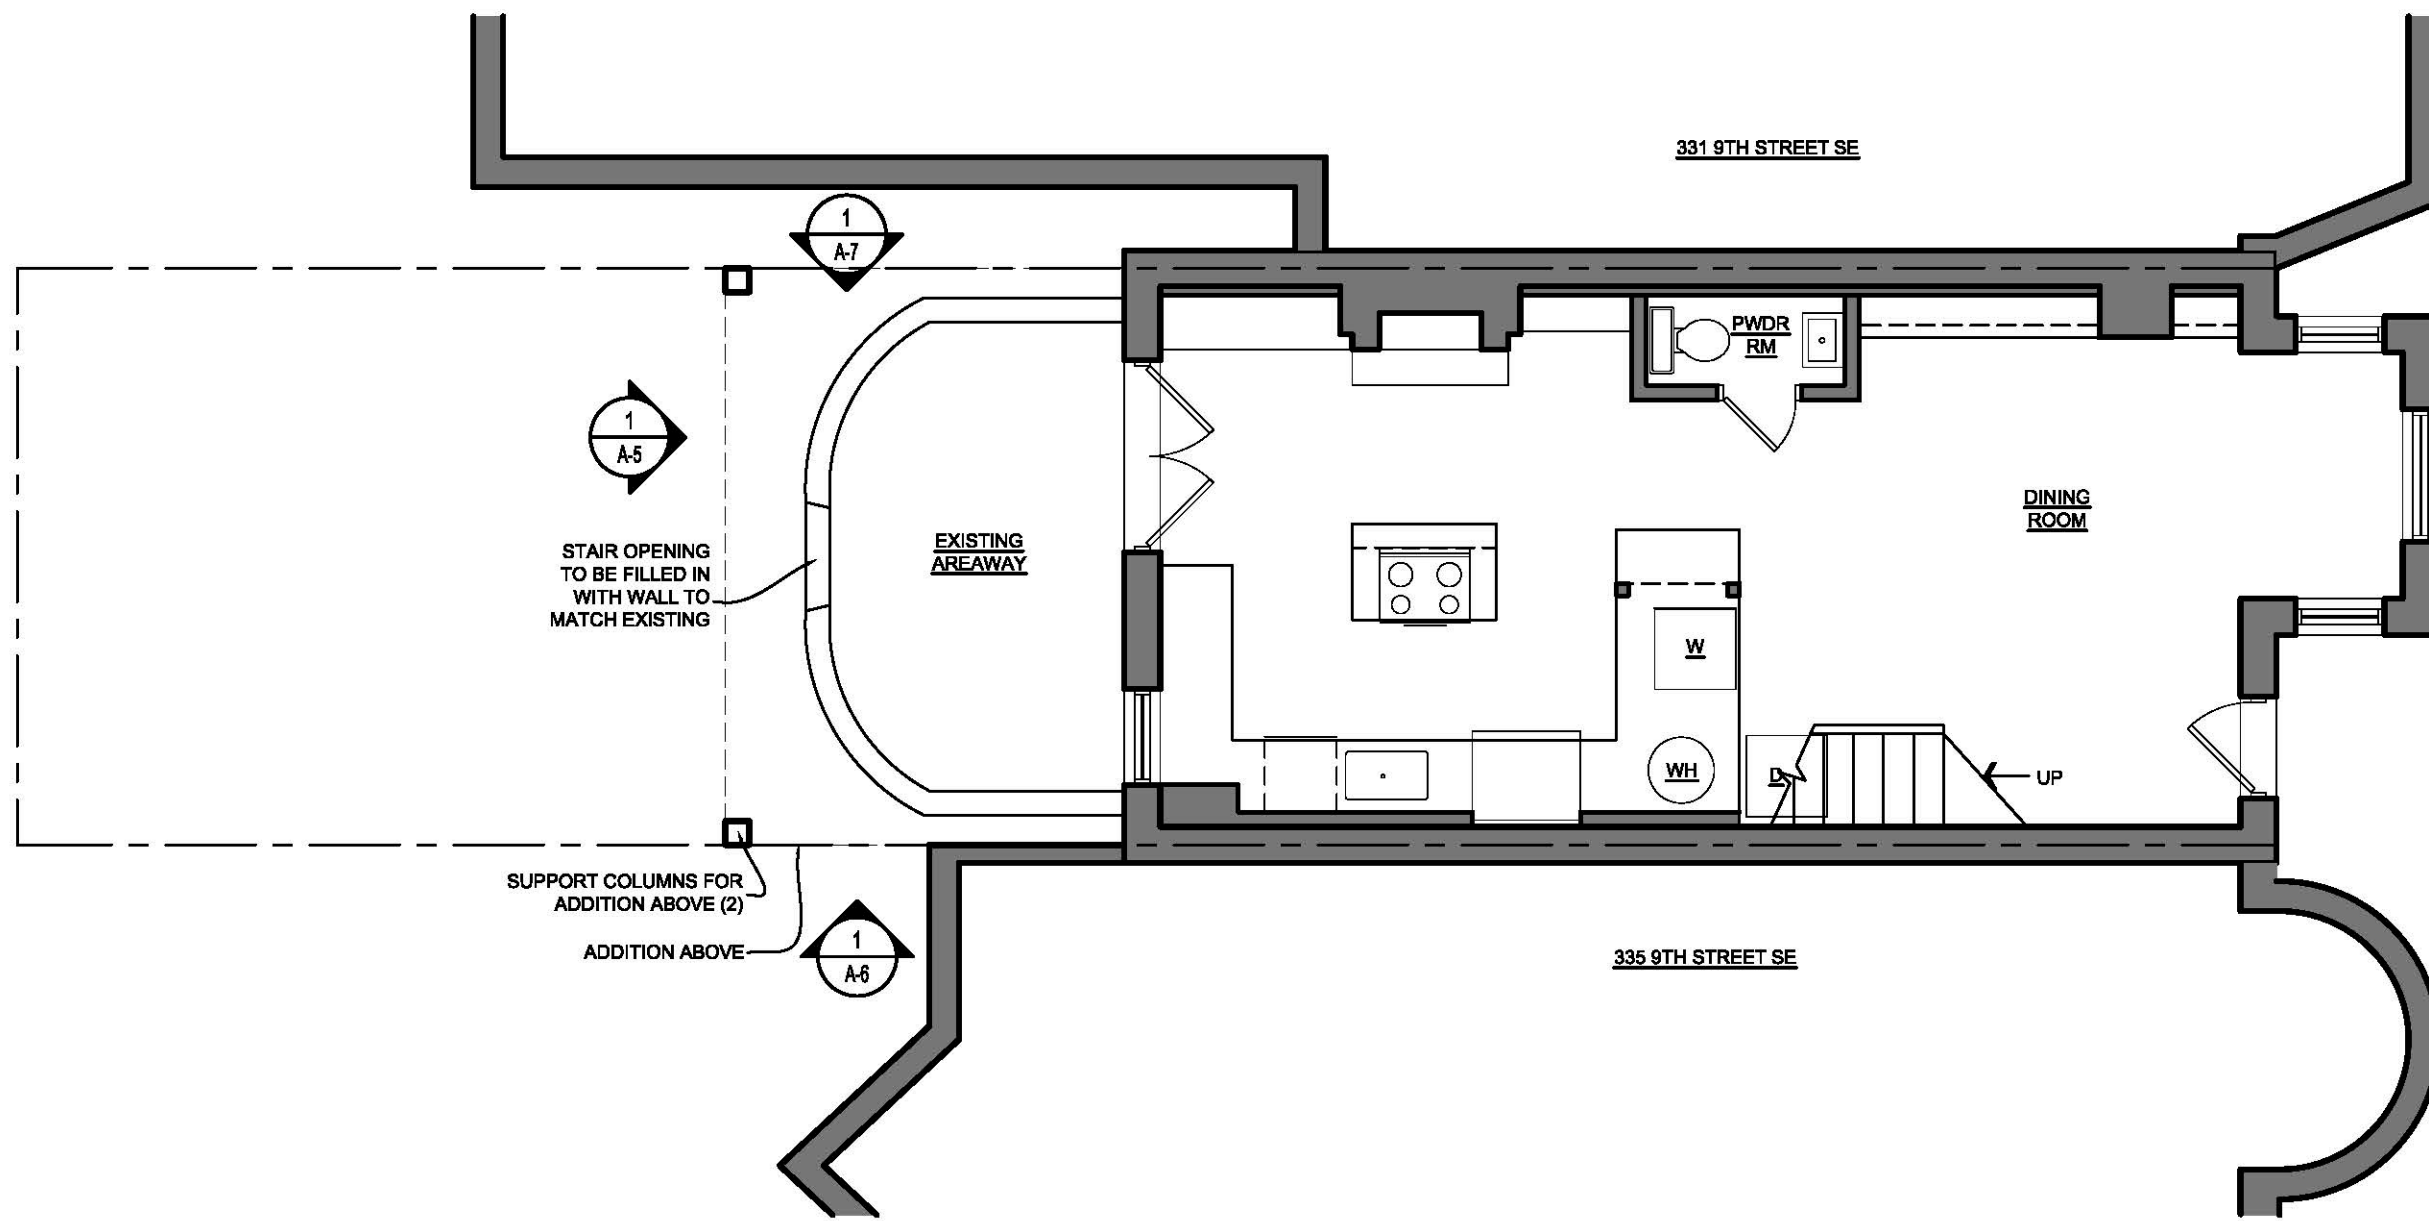 331 9TH STREET SE
1
A-7
PWDR
RM
1
A-5
DINING
ROOM
EXISTING
AREAWAY
STAIR OPENING
TO BE FILLED IN
WITH WALL TO
MATCH EXISTING
W
WH
D
UP
SUPPORT COLUMNS FOR
ADDITION ABOVE (2)
ADDITION ABOVE
1
A-6
335 9TH STREET SE